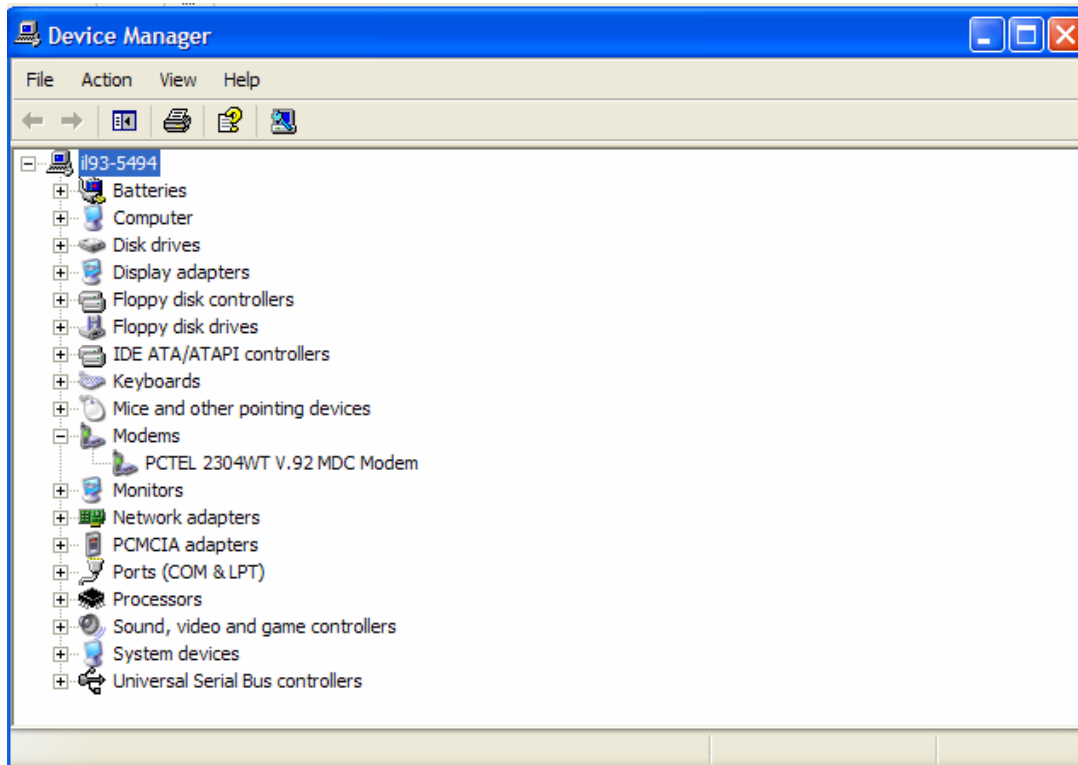 Device Manager
File Action View Help
il93-5494
Batteries
Computer
Disk drives
Display adapters
Floppy disk controllers
Floppy disk drives
IDE ATA/ATAPI controllers
Keyboards
Mice and other pointing devices
Modems
PCTEL 2304WT V.92 MDC Modem
Monitors
Network adapters
PCMCIA adapters
Ports (COM & LPT)
Processors
Sound, video and game controllers
System devices
Universal Serial Bus controllers